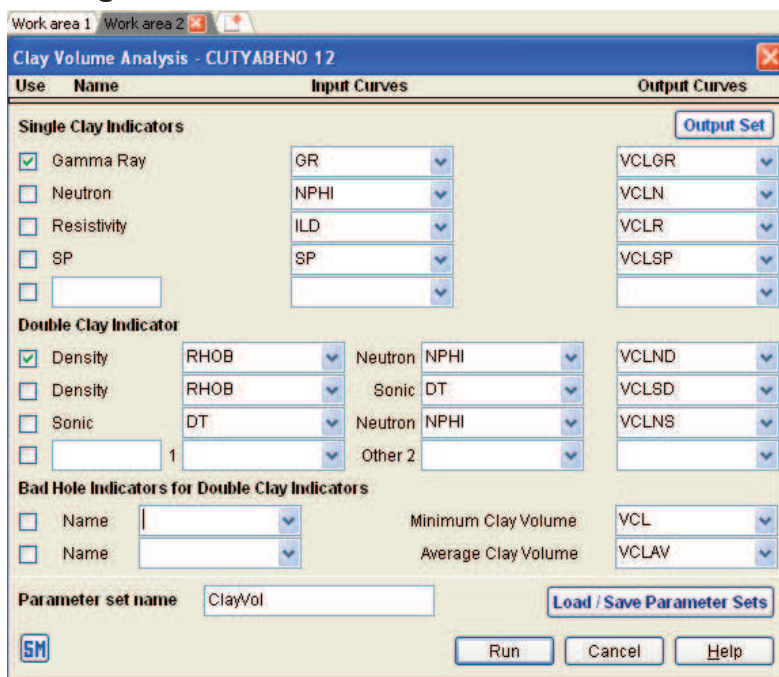 Work area 1 Work area 2
Clay Volume Analysis - CUTYABENO 12
Use Name Input Curves Output Curves
Single Clay Indicators Output Set
Gamma Ray GR VCLGR
Neutron NPHI VCLN
Resistivity ILD VCLR
SP SP VCLSP
Double Clay Indicator
Density RHOB Neutron NPHI VCLND
Density RHOB Sonic DT VCLSD
Sonic DT Neutron NPHI VCLNS
1 Other 2
Bad Hole Indicators for Double Clay Indicators
Name Minimum Clay Volume VCL
Name Average Clay Volume VCLAV
Parameter set name ClayVol Load / Save Parameter Sets
SM Run Cancel Help